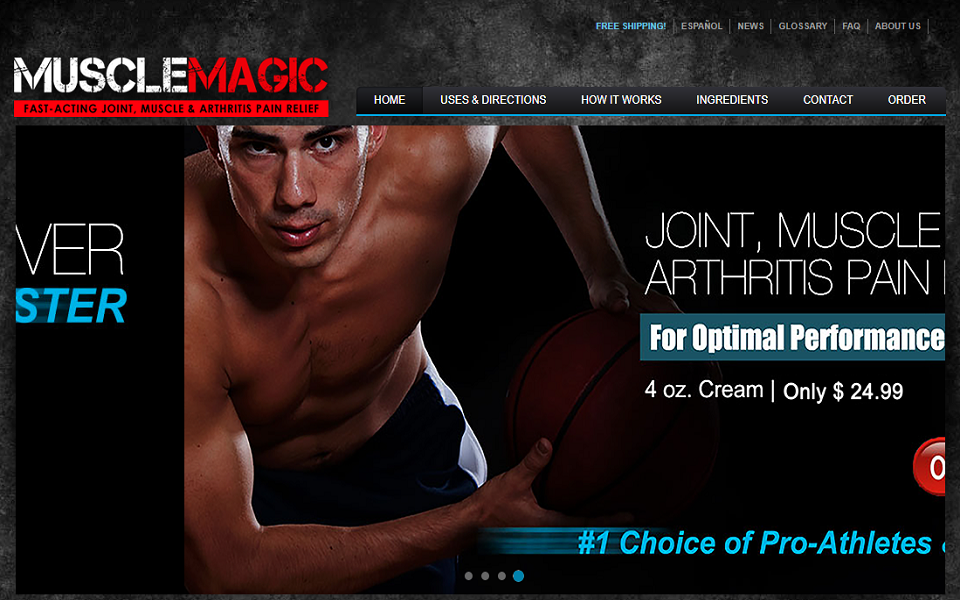 FREE SHIPPING! ESPAÑOL NEWS GLOSSARY FAQ ABOUT US
MUSCLEMAGIC
FAST-ACTING JOINT, MUSCLE & ARTHRITIS PAIN RELIEF
HOME USES & DIRECTIONS HOW IT WORKS INGREDIENTS CONTACT ORDER
VER
STER
JOINT, MUSCLE
ARTHRITIS PAIN
For Optimal Performance
4 oz. Cream | Only $ 24.99
O
#1 Choice of Pro-Athletes